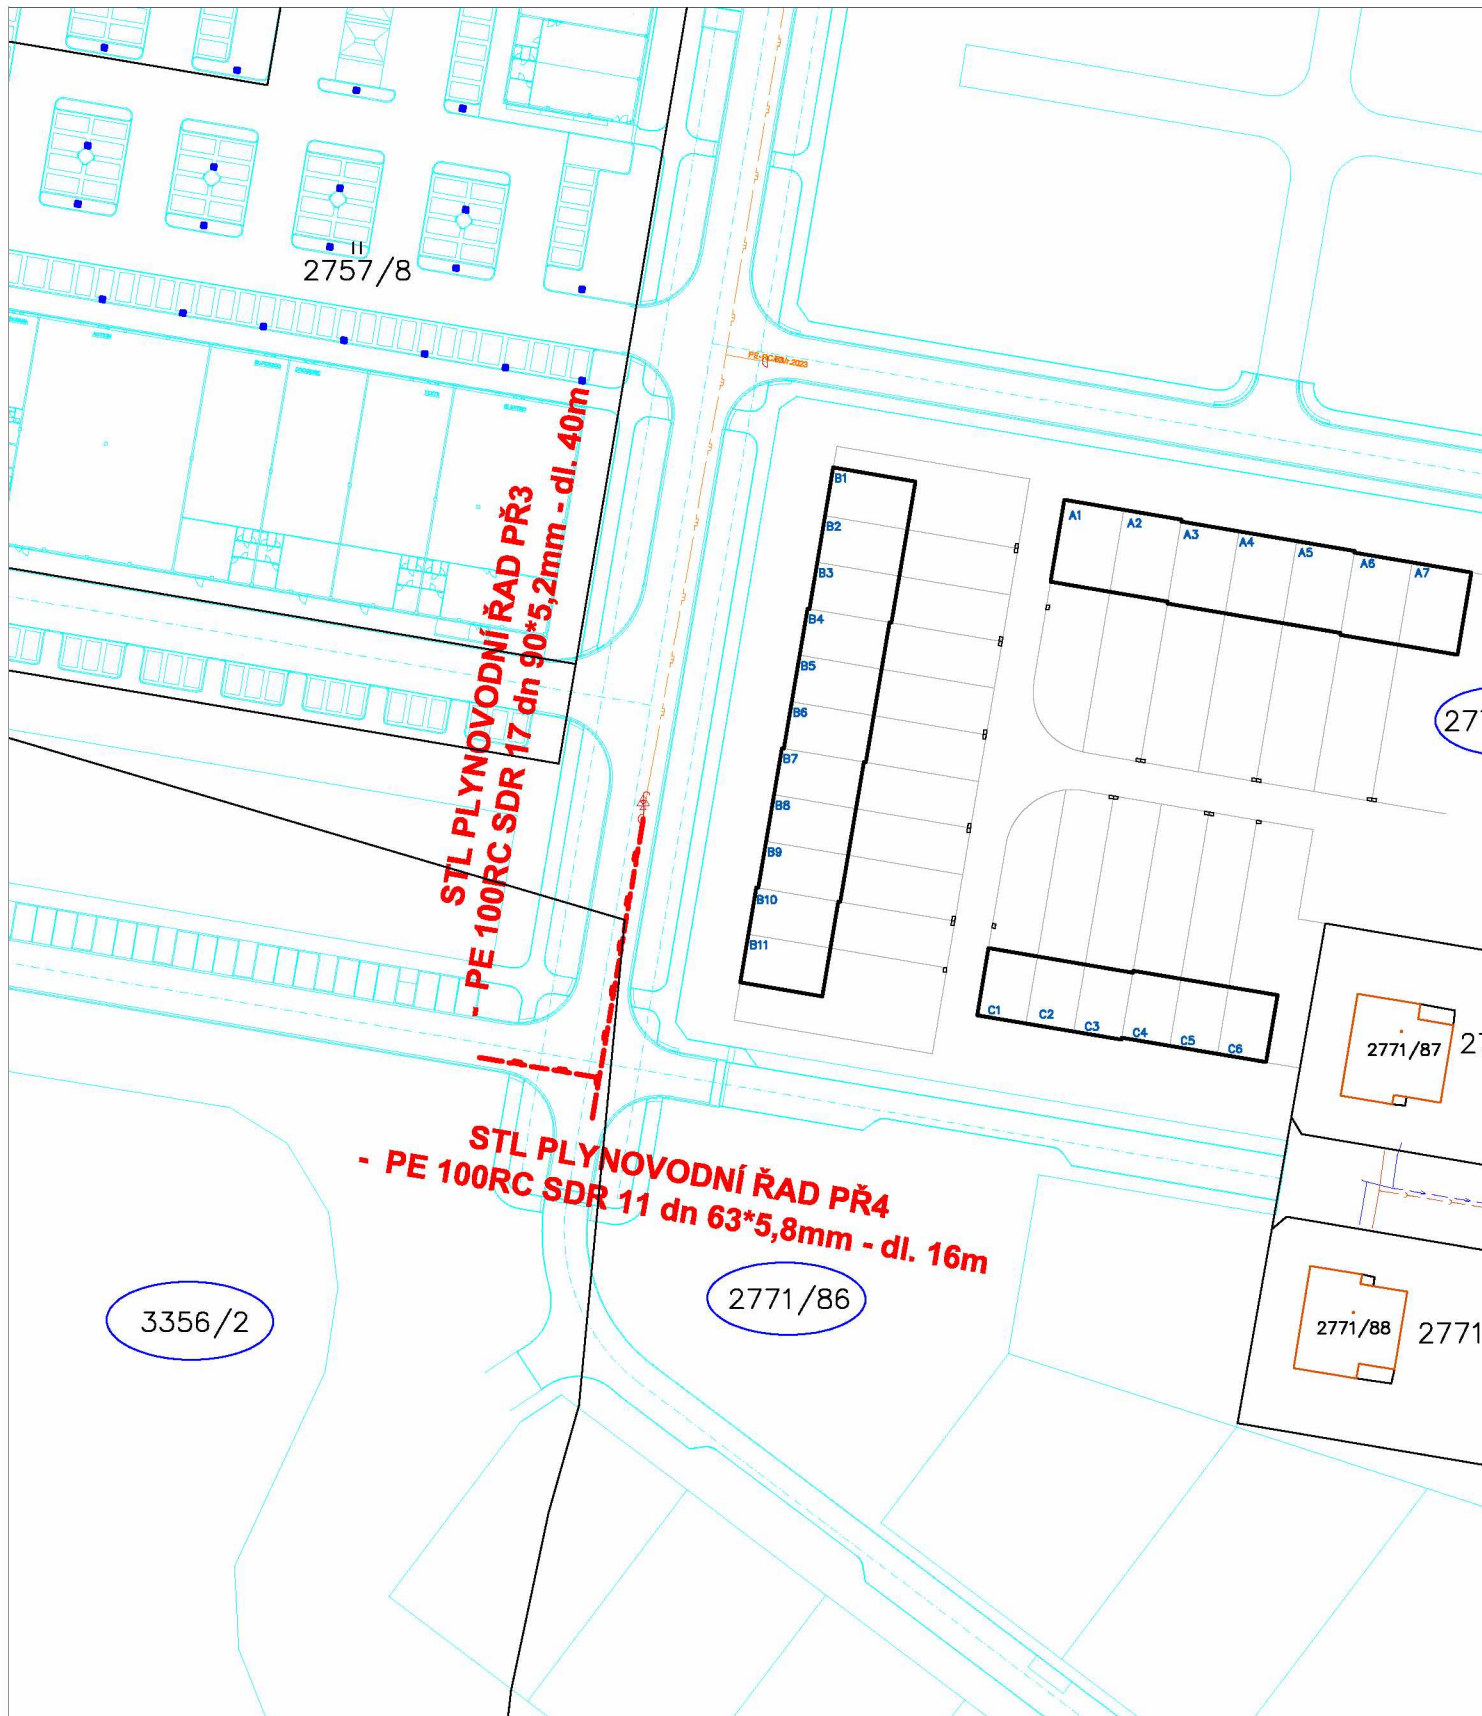 2757/8
B1
B2
B3
B4
B5
B6
B7
B8
B9
B10
B11
A1
A2
A3
A4
A5
A6
A7
STL PLYNOVODNÍ ŘAD PŘ3
- PE 100RC SDR 17 dn 90*5,2mm - dl. 40m
C1
C2
C3
C4
C5
C6
2771/87
STL PLYNOVODNÍ ŘAD PŘ4
- PE 100RC SDR 11 dn 63*5,8mm - dl. 16m
3356/2
2771/86
2771/88
2771